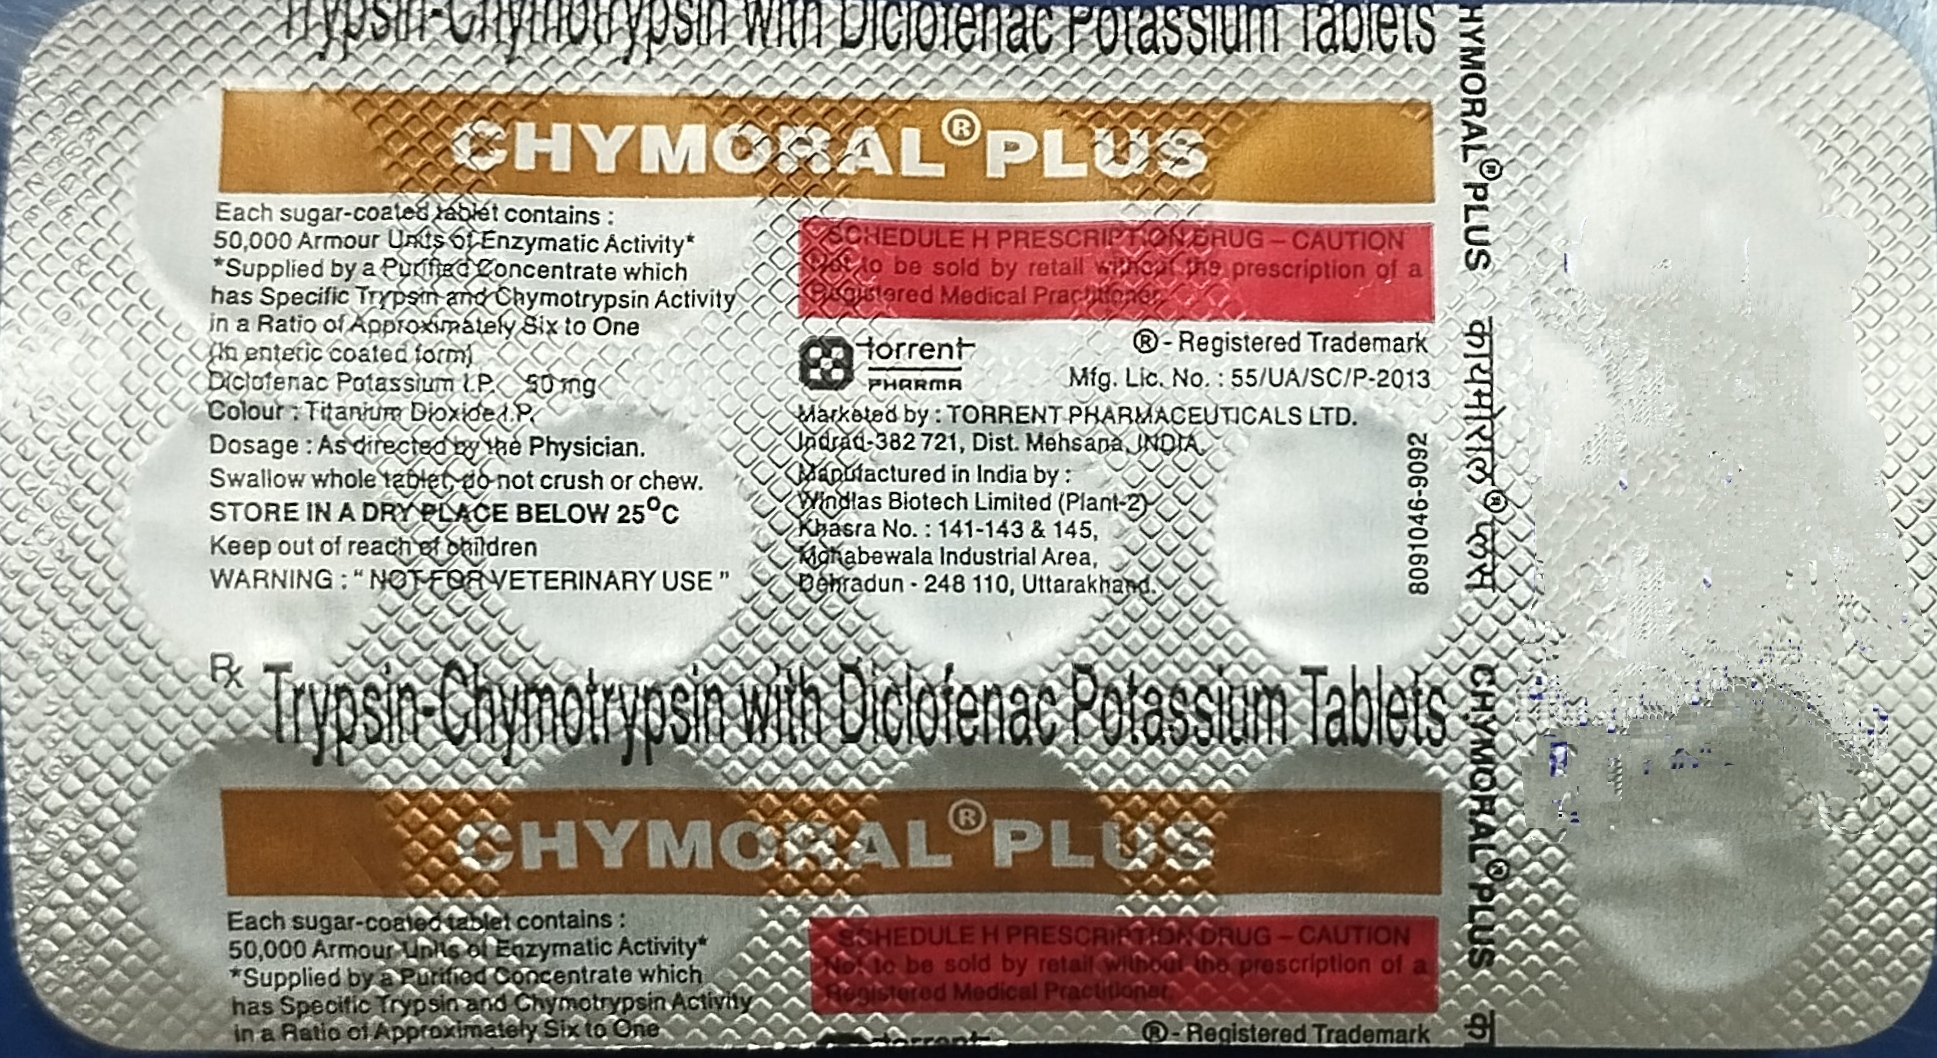 Trypsin-Chymotrypsin with Diclofenac Potassium Tablets
CHYMORAL® PLUS
Each sugar-coated tablet contains :
50,000 Armour Units of Enzymatic Activity*
*Supplied by a Purified Concentrate which
has Specific Trypsin and Chymotrypsin Activity
in a Ratio of Approximately Six to One
(In enteric coated form)
Diclofenac Potassium I.P. 50 mg
Colour : Titanium Dioxide I.P.
Dosage : As directed by the Physician.
Swallow whole tablet, do not crush or chew.
STORE IN A DRY PLACE BELOW 25°C
Keep out of reach of children
WARNING : “ NOT FOR VETERINARY USE ”
SCHEDULE H PRESCRIPTION DRUG – CAUTION
Not to be sold by retail without the prescription of a
Registered Medical Practitioner.
torrent
PHARMA
® - Registered Trademark
Mfg. Lic. No. : 55/UA/SC/P-2013
Marketed by : TORRENT PHARMACEUTICALS LTD.
Indrad-382 721, Dist. Mehsana, INDIA.
Manufactured in India by :
Windlas Biotech Limited (Plant-2)
Khasra No. : 141-143 & 145,
Mohabewala Industrial Area,
Dehradun - 248 110, Uttarakhand.
8091046-9092
Rx Trypsin-Chymotrypsin with Diclofenac Potassium Tablets
CHYMORAL® PLUS
Each sugar-coated tablet contains :
50,000 Armour Units of Enzymatic Activity*
*Supplied by a Purified Concentrate which
has Specific Trypsin and Chymotrypsin Activity
in a Ratio of Approximately Six to One
SCHEDULE H PRESCRIPTION DRUG – CAUTION
Not to be sold by retail without the prescription of a
Registered Medical Practitioner.
torrent
® - Registered Trademark
HYMORAL® PLUS कायमोरल® प्लस CHYMORAL® PLUS क